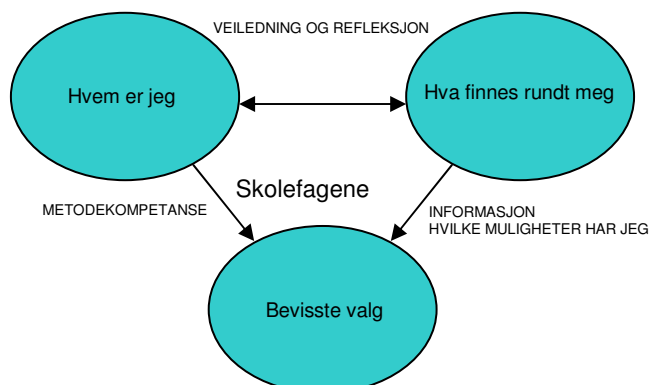 VEILEDNING OG REFLEKSJON
Hvem er jeg
Hva finnes rundt meg
Skolefagene
METODEKOMPETANSE
INFORMASJON
HVILKE MULIGHETER HAR JEG
Bevisste valg